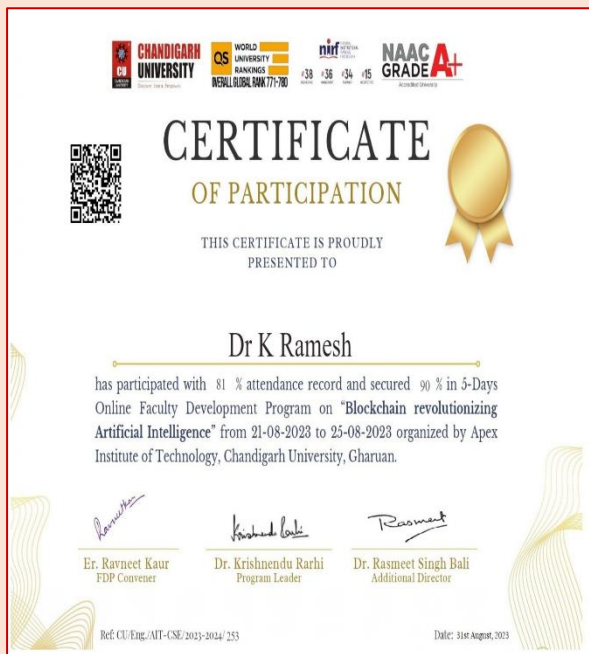 CHANDIGARH
UNIVERSITY
CU
QS
WORLD
UNIVERSITY
RANKINGS
OVERALL GLOBAL RANK 771-780
nirf
#38 #36 #34 #15
NAAC
GRADE A+
Accredited University
CERTIFICATE
OF PARTICIPATION
THIS CERTIFICATE IS PROUDLY
PRESENTED TO
Dr K Ramesh
has participated with 81 % attendance record and secured 90 % in 5-Days
Online Faculty Development Program on "Blockchain revolutionizing
Artificial Intelligence" from 21-08-2023 to 25-08-2023 organized by Apex
Institute of Technology, Chandigarh University, Gharuan.
Er. Ravneet Kaur
FDP Convener
Dr. Krishnendu Rarhi
Program Leader
Rasmeet
Dr. Rasmeet Singh Bali
Additional Director
Ref: CU/Eng./AIT-CSE/2023-2024/ 253
Date: 31st August, 2023